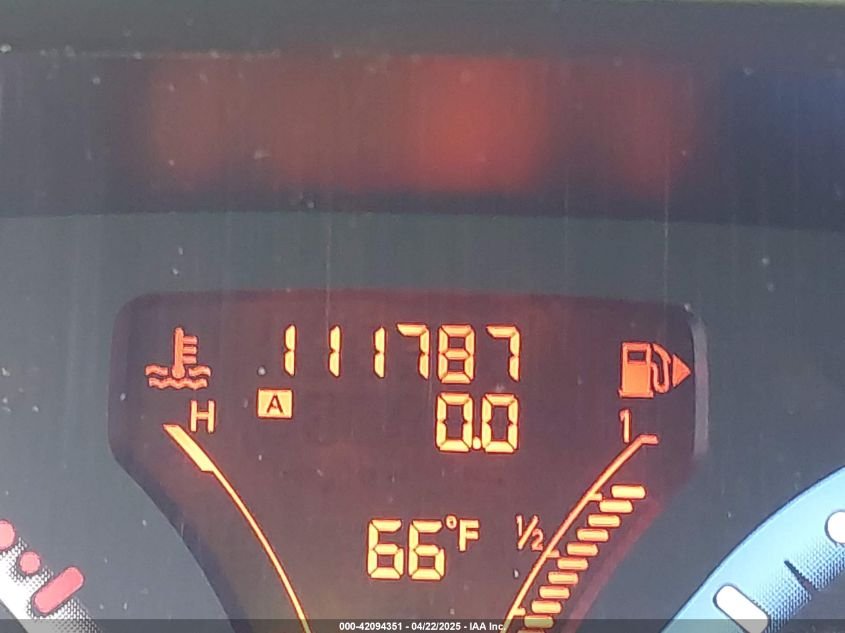 111787
A 0.0
H 1
66°F 1/2
000-42094351 - 04/22/2025 - IAA Inc.